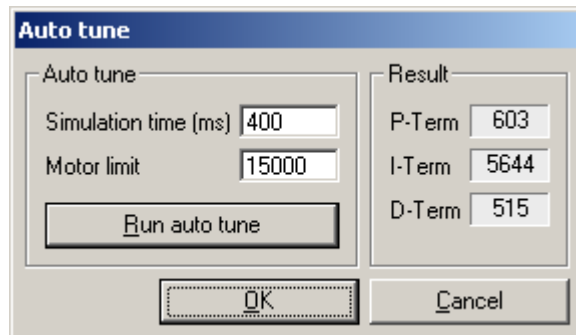 Auto tune
Auto tune
Simulation time (ms) 400
Motor limit 15000
Run auto tune
Result
P-Term 603
I-Term 5644
D-Term 515
OK
Cancel